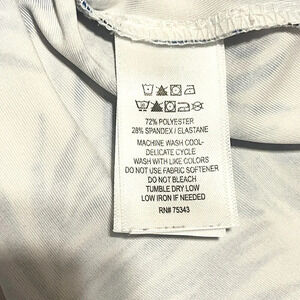 72% POLYESTER
28% SPANDEX / ELASTANE
MACHINE WASH COOL-
DELICATE CYCLE
WASH WITH LIKE COLORS
DO NOT USE FABRIC SOFTENER
DO NOT BLEACH
TUMBLE DRY LOW
LOW IRON IF NEEDED
RN# 75343